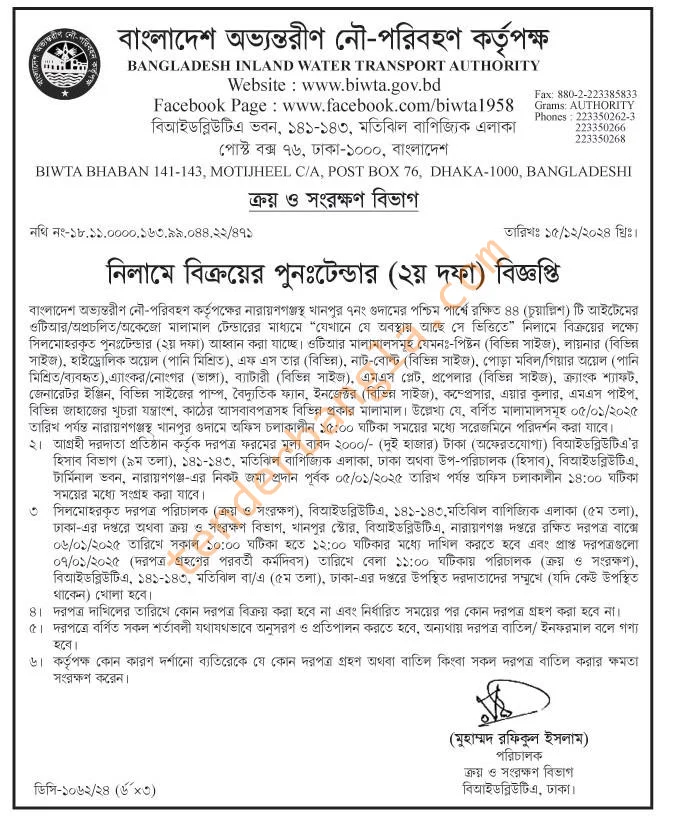 বাংলাদেশ অভ্যন্তরীণ নৌ-পরিবহণ কর্তৃপক্ষ
BANGLADESH INLAND WATER TRANSPORT AUTHORITY
Website : www.biwta.gov.bd
Facebook Page : www.facebook.com/biwta1958
Fax: 880-2-223385833
Grams: AUTHORITY
Phones : 223350262-3
223350266
223350268
বিআইডব্লিউটিএ ভবন, ১৪১-১৪৩, মতিঝিল বাণিজ্যিক এলাকা
পোস্ট বক্স ৭৬, ঢাকা-১০০০, বাংলাদেশ
BIWTA BHABAN 141-143, MOTIJHEEL C/A, POST BOX 76, DHAKA-1000, BANGLADESH
ক্রয় ও সংরক্ষণ বিভাগ
নথি নং-১৮.১১.০০০০.১৬৩.৯৯.০৪৪.২২/৪৭১
তারিখঃ ১৫/১২/২০২৪ খ্রিঃ।
নিলামে বিক্রয়ের পুনঃটেন্ডার (২য় দফা) বিজ্ঞপ্তি
বাংলাদেশ অভ্যন্তরীণ নৌ-পরিবহণ কর্তৃপক্ষের নারায়ণগঞ্জস্থ খানপুর ৭নং গুদামের পশ্চিম পার্শ্বে রক্ষিত ৪৪ (চুয়াল্লিশ) টি আইটেমের
ওটিআর/অপ্রচলিত/অকেজো মালামাল টেন্ডারের মাধ্যমে “যেখানে যে অবস্থায় আছে সে ভিত্তিতে” নিলামে বিক্রয়ের লক্ষ্যে
সিলমোহরকৃত পুনঃটেন্ডার (২য় দফা) আহ্বান করা যাচ্ছে। ওটিআর মালামালসমূহ যেমনঃ-পিষ্টন (বিভিন্ন সাইজ), লায়নার (বিভিন্ন
সাইজ), হাইড্রোলিক অয়েল (পানি মিশ্রিত), এফ এস তার (বিভিন্ন), নাট-বোল্ট (বিভিন্ন সাইজ), পোড়া মবিল/গিয়ার অয়েল (পানি
মিশ্রিত/ব্যবহৃত),এ্যাংকর/নোংগর (ভাঙ্গা), ব্যাটারী (বিভিন্ন সাইজ), এমএস প্লেট, প্রপেলার (বিভিন্ন সাইজ), ক্র্যাংক শ্যাফট,
জেনারেটর ইঞ্জিন, বিভিন্ন সাইজের পাম্প, বৈদ্যুতিক ফ্যান, ইনজেক্টর (বিভিন্ন সাইজ), কম্প্রেসার, এয়ার কুলার, এমএস পাইপ,
বিভিন্ন জাহাজের খুচরা যন্ত্রাংশ, কাঠের আসবাবপত্রসহ বিভিন্ন প্রকার মালামাল। উল্লেখ্য যে, বর্ণিত মালামালসমূহ ০৫/০১/২০২৫
তারিখ পর্যন্ত নারায়ণগঞ্জস্থ খানপুর গুদামে অফিস চলাকালীন ১৫:০০ ঘটিকা সময়ের মধ্যে সরেজমিনে পরিদর্শন করা যাবে।
২। আগ্রহী দরদাতা প্রতিষ্ঠান কর্তৃক দরপত্র ফরমের মূল্য বাবদ ২০০০/- (দুই হাজার) টাকা (অফেরতযোগ্য) বিআইডব্লিউটিএ’র
হিসাব বিভাগ (৯ম তলা), ১৪১-১৪৩, মতিঝিল বাণিজ্যিক এলাকা, ঢাকা অথবা উপ-পরিচালক (হিসাব), বিআইডব্লিউটিএ,
টার্মিনাল ভবন, নারায়ণগঞ্জ-এর নিকট জমা প্রদান পূর্বক ০৫/০১/২০২৫ তারিখ পর্যন্ত অফিস চলাকালীন ১৪:০০ ঘটিকা
সময়ের মধ্যে সংগ্রহ করা যাবে।
৩ সিলমোহরকৃত দরপত্র পরিচালক (ক্রয় ও সংরক্ষণ), বিআইডব্লিউটিএ, ১৪১-১৪৩,মতিঝিল বাণিজ্যিক এলাকা (৫ম তলা),
ঢাকা-এর দপ্তরে অথবা ক্রয় ও সংরক্ষণ বিভাগ, খানপুর স্টোর, বিআইডব্লিউটিএ, নারায়ণগঞ্জ দপ্তরে রক্ষিত দরপত্র বাক্সে
০৬/০১/২০২৫ তারিখে সকাল ১০:০০ ঘটিকা হতে ১২:০০ ঘটিকার মধ্যে দাখিল করতে হবে এবং প্রাপ্ত দরপত্রগুলো
০৭/০১/২০২৫ (দরপত্র গ্রহণের পরবর্তী কর্মদিবস) তারিখে বেলা ১১:০০ ঘটিকায় পরিচালক (ক্রয় ও সংরক্ষণ),
বিআইডব্লিউটিএ, ১৪১-১৪৩, মতিঝিল বা/এ (৫ম তলা), ঢাকা-এর দপ্তরে উপস্থিত দরদাতাদের সম্মুখে (যদি কেউ উপস্থিত
থাকেন) খোলা হবে।
৪। দরপত্র দাখিলের তারিখে কোন দরপত্র বিক্রয় করা হবে না এবং নির্ধারিত সময়ের পর কোন দরপত্র গ্রহণ করা হবে না।
৫। দরপত্রে বর্ণিত সকল শর্তাবলী যথাযথভাবে অনুসরণ ও প্রতিপালন করতে হবে, অন্যথায় দরপত্র বাতিল/ ইনফরমাল বলে গণ্য
হবে।
৬। কর্তৃপক্ষ কোন কারণ দর্শানো ব্যতিরেকে যে কোন দরপত্র গ্রহণ অথবা বাতিল কিংবা সকল দরপত্র বাতিল করার ক্ষমতা
সংরক্ষণ করেন।
(মুহাম্মদ রফিকুল ইসলাম)
পরিচালক
ক্রয় ও সংরক্ষণ বিভাগ
বিআইডব্লিউটিএ, ঢাকা।
ডিসি-১০৬২/২৪ (৬˝×৩)
tenderbangla.com